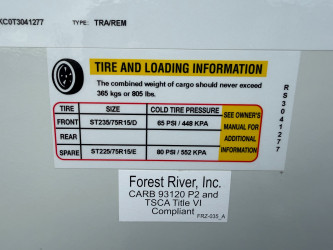 KC0T3041277 TYPE: TRA/REM
TIRE AND LOADING INFORMATION
The combined weight of cargo should never exceed
365 kgs or 805 lbs.
TIRE SIZE COLD TIRE PRESSURE
FRONT ST235/75R15/D 65 PSI / 448 KPA
REAR
SPARE ST225/75R15/E 80 PSI / 552 KPA
SEE OWNER'S
MANUAL FOR
ADDITIONAL
INFORMATION
RS3041277
Forest River, Inc.
CARB 93120 P2 and
TSCA Title VI
Compliant
FRZ-035_A